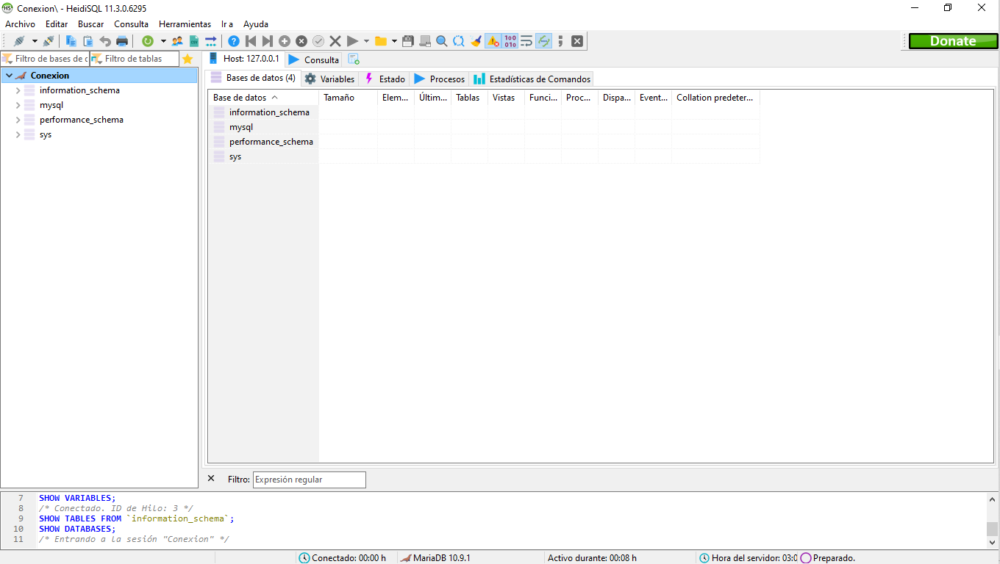 Conexion\ - HeidiSQL 11.3.0.6295
Archivo Editar Buscar Consulta Herramientas Ir a Ayuda
Donate
Filtro de bases de d Filtro de tablas
Host: 127.0.0.1 Consulta
Conexion
information_schema
mysql
performance_schema
sys
Bases de datos (4) Variables Estado Procesos Estadísticas de Comandos
Base de datos Tamaño Elem... Últim... Tablas Vistas Funci... Proc... Dispa... Event... Collation predeter...
information_schema
mysql
performance_schema
sys
Filtro: Expresión regular
7 SHOW VARIABLES;
8 /* Conectado. ID de Hilo: 3 */
9 SHOW TABLES FROM `information_schema`;
10 SHOW DATABASES;
11 /* Entrando a la sesión "Conexion" */
Conectado: 00:00 h MariaDB 10.9.1 Activo durante: 00:08 h Hora del servidor: 03:0 Preparado.